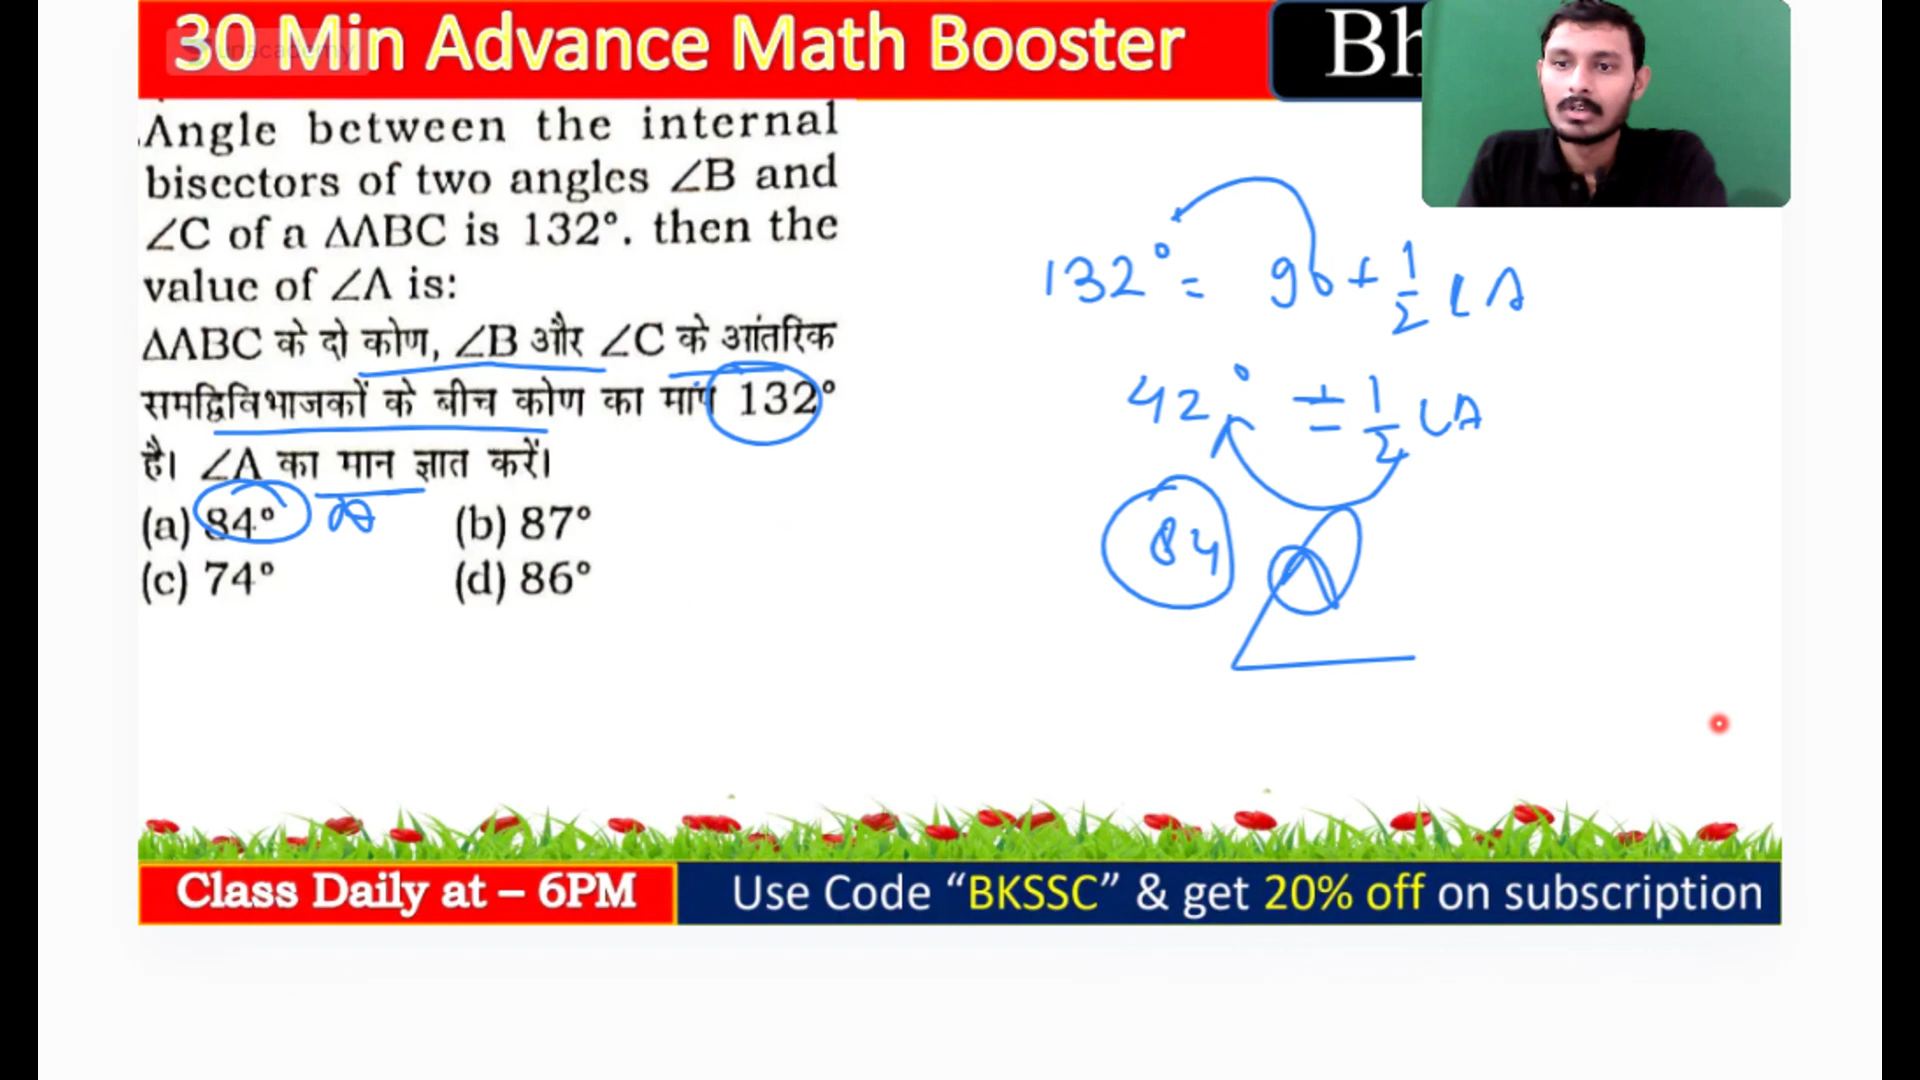 30 Min Advance Math Booster
Bh
unacademy
Angle between the internal
bisectors of two angles ∠B and
∠C of a ΔABC is 132°. then the
value of ∠A is:
ΔABC के दो कोण, ∠B और ∠C के आंतरिक
समद्विविभाजकों के बीच कोण का माप 132°
है। ∠A का मान ज्ञात करें।
(a) 84° (b) 87°
(c) 74° (d) 86°
132° = 90 + 1/2 ∠A
42° = 1/2 ∠A
84
Class Daily at – 6PM
Use Code “BKSSC” & get 20% off on subscription